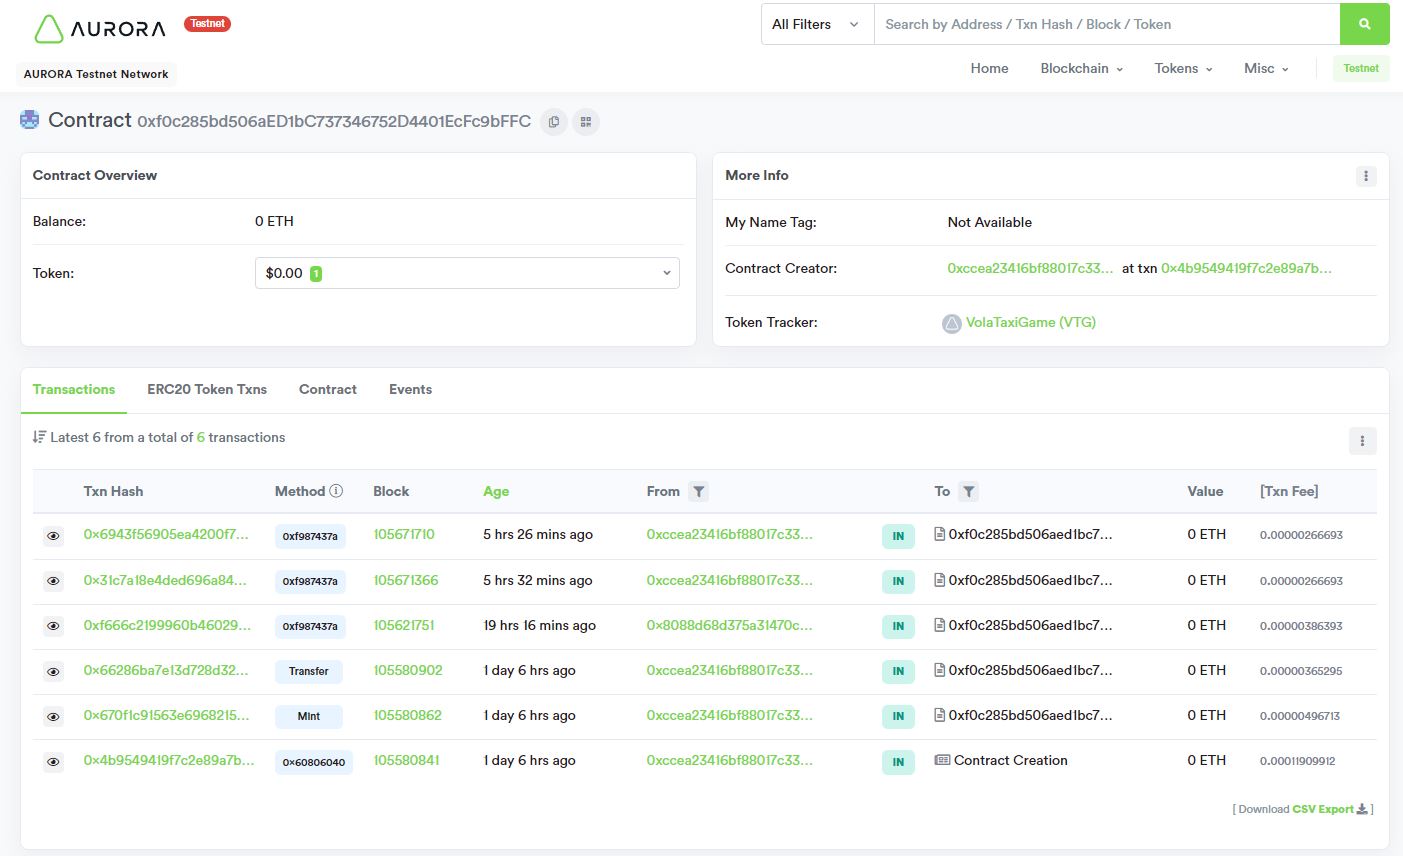 AURORA Testnet
All Filters Search by Address / Txn Hash / Block / Token
AURORA Testnet Network
Home Blockchain Tokens Misc Testnet
Contract 0xf0c285bd506aED1bC737346752D4401EcFc9bFFC
Contract Overview
Balance: 0 ETH
Token: $0.00 1
More Info
My Name Tag: Not Available
Contract Creator: 0xccea23416bf88017c33... at txn 0x4b9549419f7c2e89a7b...
Token Tracker: VolaTaxiGame (VTG)
Transactions ERC20 Token Txns Contract Events
Latest 6 from a total of 6 transactions
Txn Hash Method Block Age From To Value [Txn Fee]
0x6943f56905ea4200f7... 0xf987437a 105671710 5 hrs 26 mins ago 0xccea23416bf88017c33... IN 0xf0c285bd506aed1bc7... 0 ETH 0.00000266693
0x31c7a18e4ded696a84... 0xf987437a 105671366 5 hrs 32 mins ago 0xccea23416bf88017c33... IN 0xf0c285bd506aed1bc7... 0 ETH 0.00000266693
0xf666c2199960b46029... 0xf987437a 105621751 19 hrs 16 mins ago 0x8088d68d375a31470c... IN 0xf0c285bd506aed1bc7... 0 ETH 0.00000386393
0x66286ba7e13d728d32... Transfer 105580902 1 day 6 hrs ago 0xccea23416bf88017c33... IN 0xf0c285bd506aed1bc7... 0 ETH 0.00000365295
0x670f1c91563e6968215... Mint 105580862 1 day 6 hrs ago 0xccea23416bf88017c33... IN 0xf0c285bd506aed1bc7... 0 ETH 0.00000496713
0x4b9549419f7c2e89a7b... 0x60806040 105580841 1 day 6 hrs ago 0xccea23416bf88017c33... IN Contract Creation 0 ETH 0.00011909912
[ Download CSV Export ]